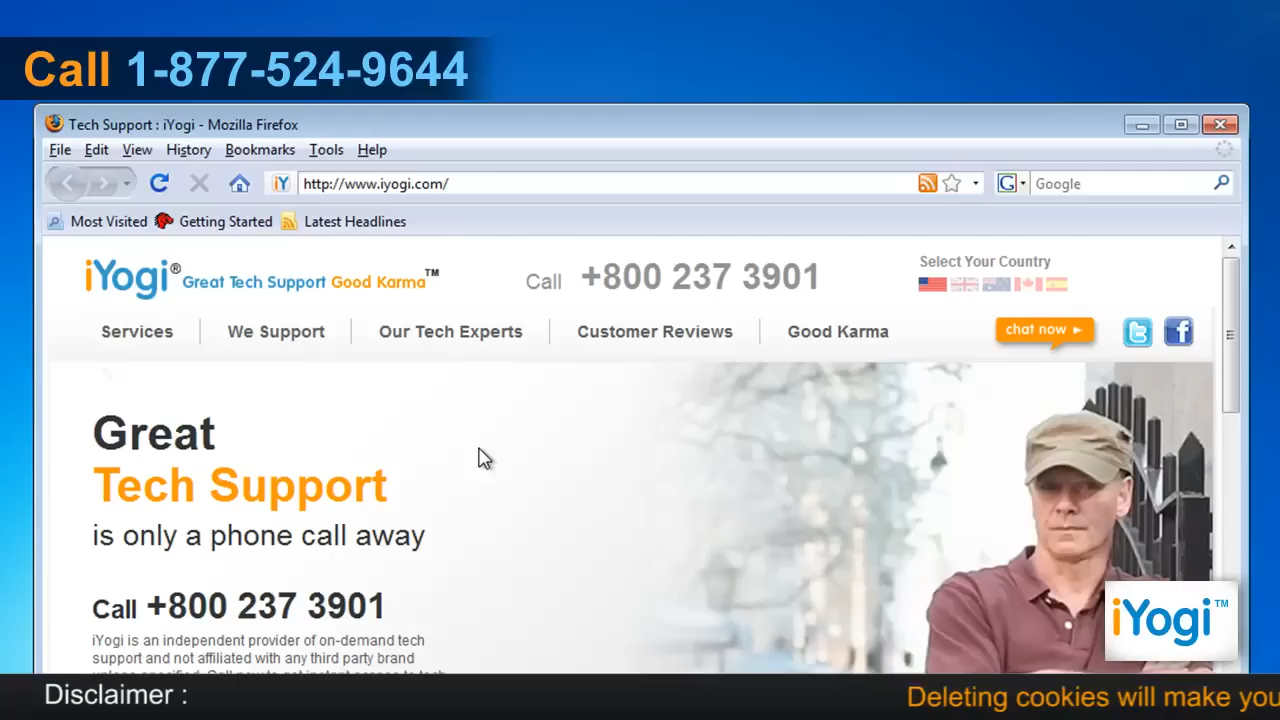 Call 1-877-524-9644
Tech Support : iYogi - Mozilla Firefox
File Edit View History Bookmarks Tools Help
iY http://www.iyogi.com/ G Google
Most Visited Getting Started Latest Headlines
iYogi® Great Tech Support Good Karma™ Call +800 237 3901 Select Your Country
Services We Support Our Tech Experts Customer Reviews Good Karma chat now ► t f
Great
Tech Support
is only a phone call away
Call +800 237 3901
iYogi is an independent provider of on-demand tech
support and not affiliated with any third party brand
iYogi™
Disclaimer : Deleting cookies will make you